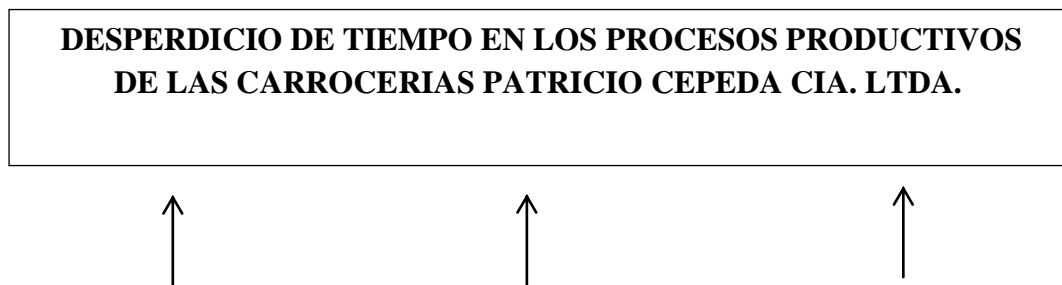 DESPERDICIO DE TIEMPO EN LOS PROCESOS PRODUCTIVOS
DE LAS CARROCERIAS PATRICIO CEPEDA CIA. LTDA.